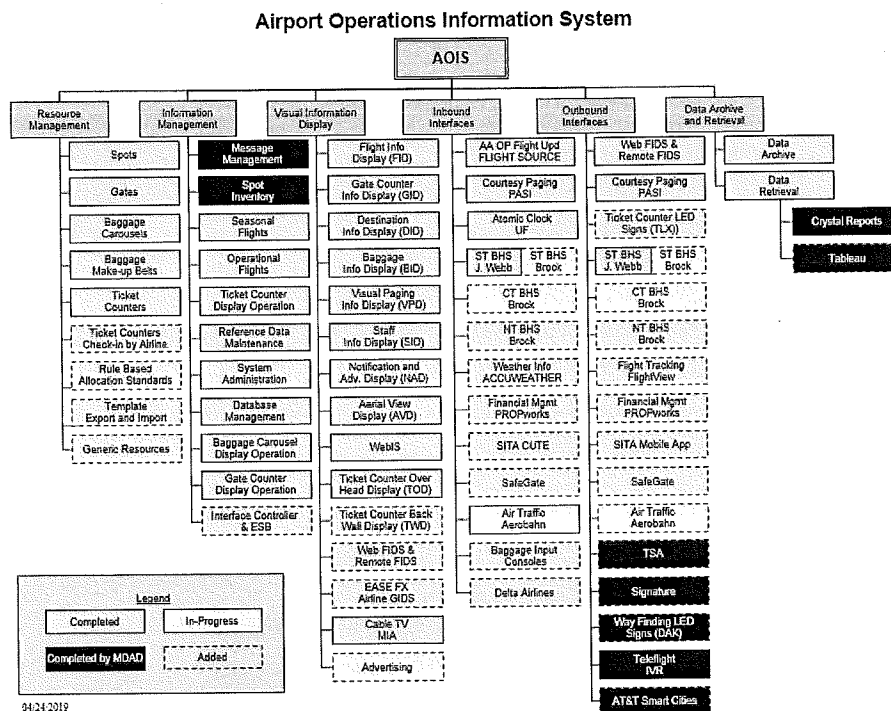 Airport Operations Information System
AOIS
Resource
Management
Information
Management
Visual Information
Display
Inbound
Interfaces
Outbound
Interfaces
Data Archive
and Retrieval
Spots
Gates
Baggage
Carousels
Baggage
Make-up Belts
Ticket
Counters
Ticket Counters
Check-in by Airline
Rule Based
Allocation Standards
Template
Export and Import
Generic Resources
Message
Management
Spot
Inventory
Seasonal
Flights
Operational
Flights
Ticket Counter
Display Operation
Reference Data
Maintenance
System
Administration
Database
Management
Baggage Carousel
Display Operation
Gate Counter
Display Operation
Interface Controller
& ESB
Flight Info
Display (FID)
Gate Counter
Info Display (GID)
Destination
Info Display (DID)
Baggage
Info Display (BID)
Visual Paging
Info Display (VPD)
Staff
Info Display (SID)
Notification and
Adv. Display (NAD)
Aerial View
Display (AVD)
WebIS
Ticket Counter Over
Head Display (TOD)
Ticket Counter Back
Wall Display (TWD)
Web FIDS &
Remote FIDS
EASE FX
Airline GIDS
Cable TV
MIA
Advertising
AA OP Flight Upd
FLIGHT SOURCE
Courtesy Paging
PASI
Atomic Clock
UF
ST BHS
J. Webb
ST BHS
Brock
CT BHS
Brock
NT BHS
Brock
Weather Info
ACCUWEATHER
Financial Mgmt
PROPworks
SITA CUTE
SafeGate
Air Traffic
Aerobahn
Baggage Input
Consoles
Delta Airlines
Web FIDS &
Remote FIDS
Courtesy Paging
PASI
Ticket Counter LED
Signs (TLX))
ST BHS
J. Webb
ST BHS
Brock
CT BHS
Brock
NT BHS
Brock
Flight Tracking
FlightView
Financial Mgmt
PROPworks
SITA Mobile App
SafeGate
Air Traffic
Aerobahn
TSA
Signature
Way Finding LED
Signs (DAK)
Teleflight
IVR
AT&T Smart Cities
Data
Archive
Data
Retrieval
Crystal Reports
Tableau
Legend
Completed
In-Progress
Completed by MDAD
Added
04/24/2019